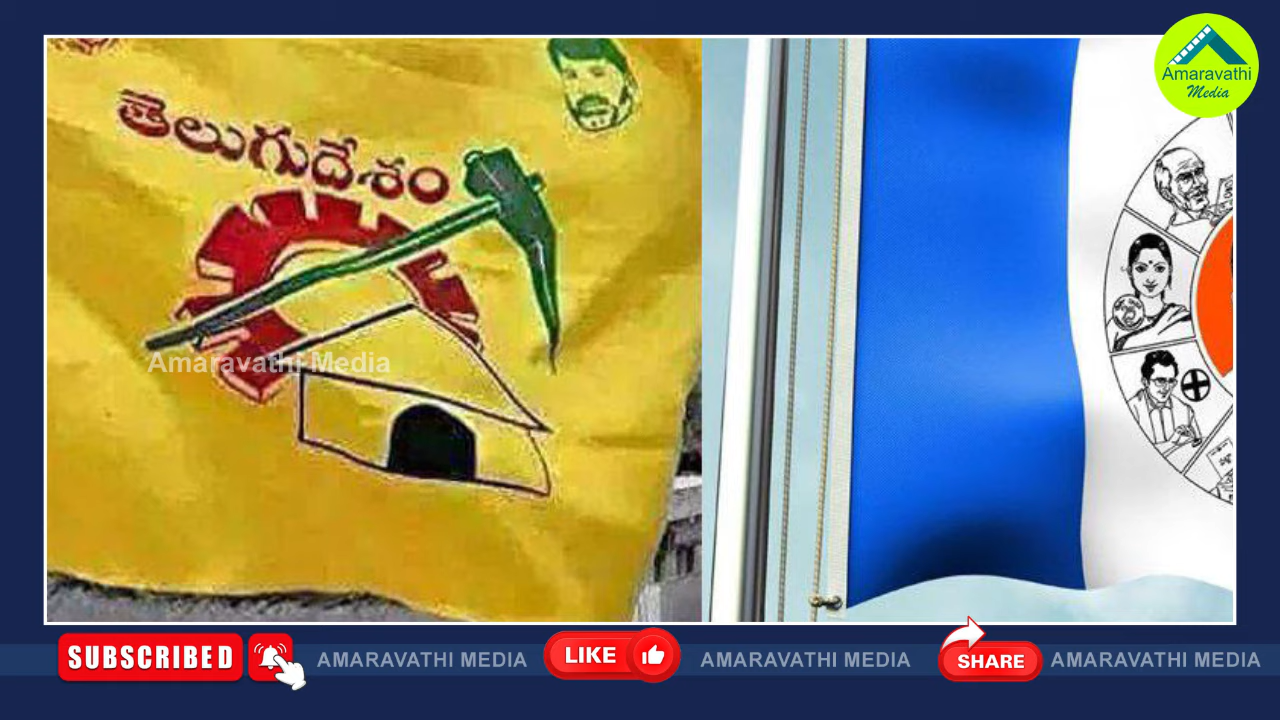 Amaravathi
Media
తెలుగుదేశం
Amaravathi Media
SUBSCRIBED
AMARAVATHI MEDIA
LIKE
AMARAVATHI MEDIA
SHARE
AMARAVATHI MEDIA